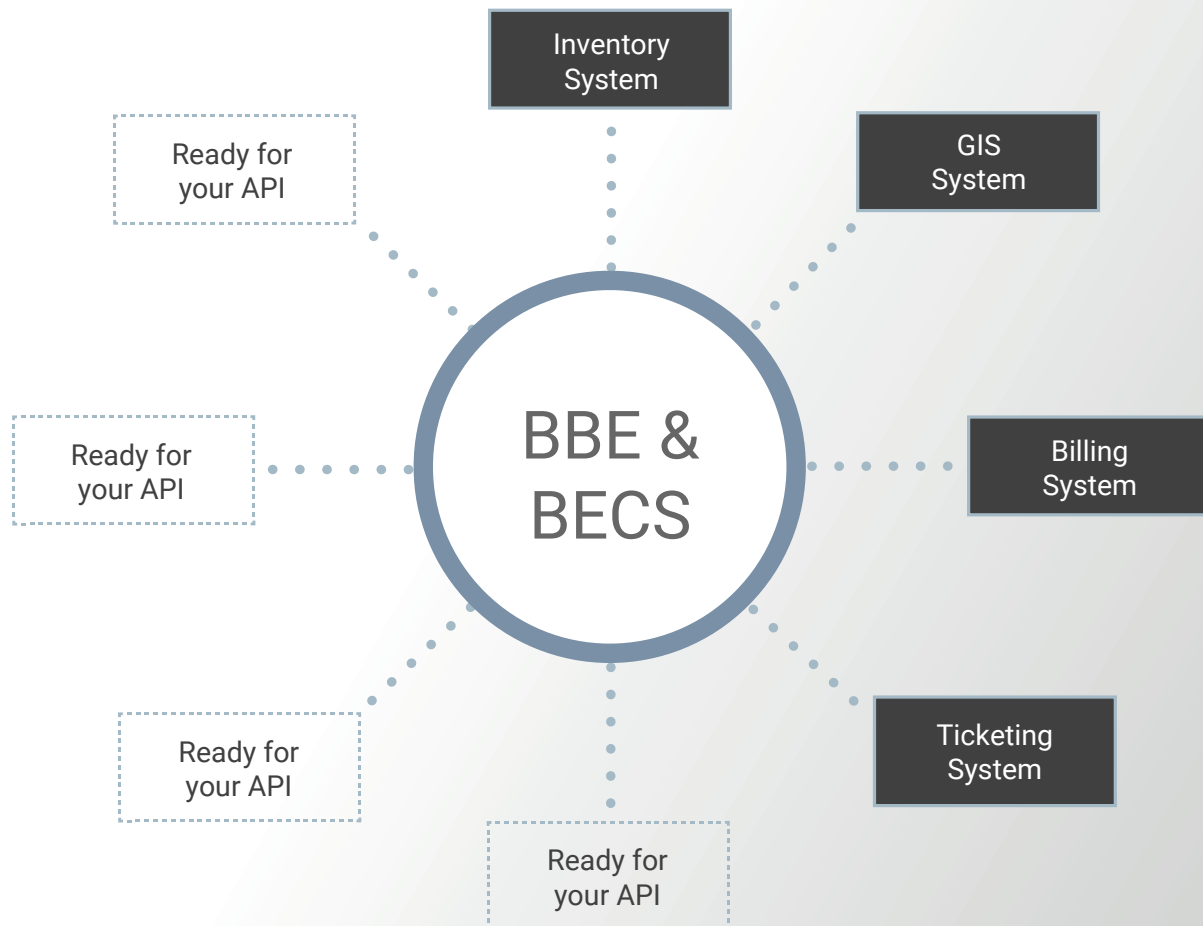 Inventory
System
GIS
System
Ready for
your API
BBE &
BECS
Ready for
your API
Billing
System
Ready for
your API
Ticketing
System
Ready for
your API